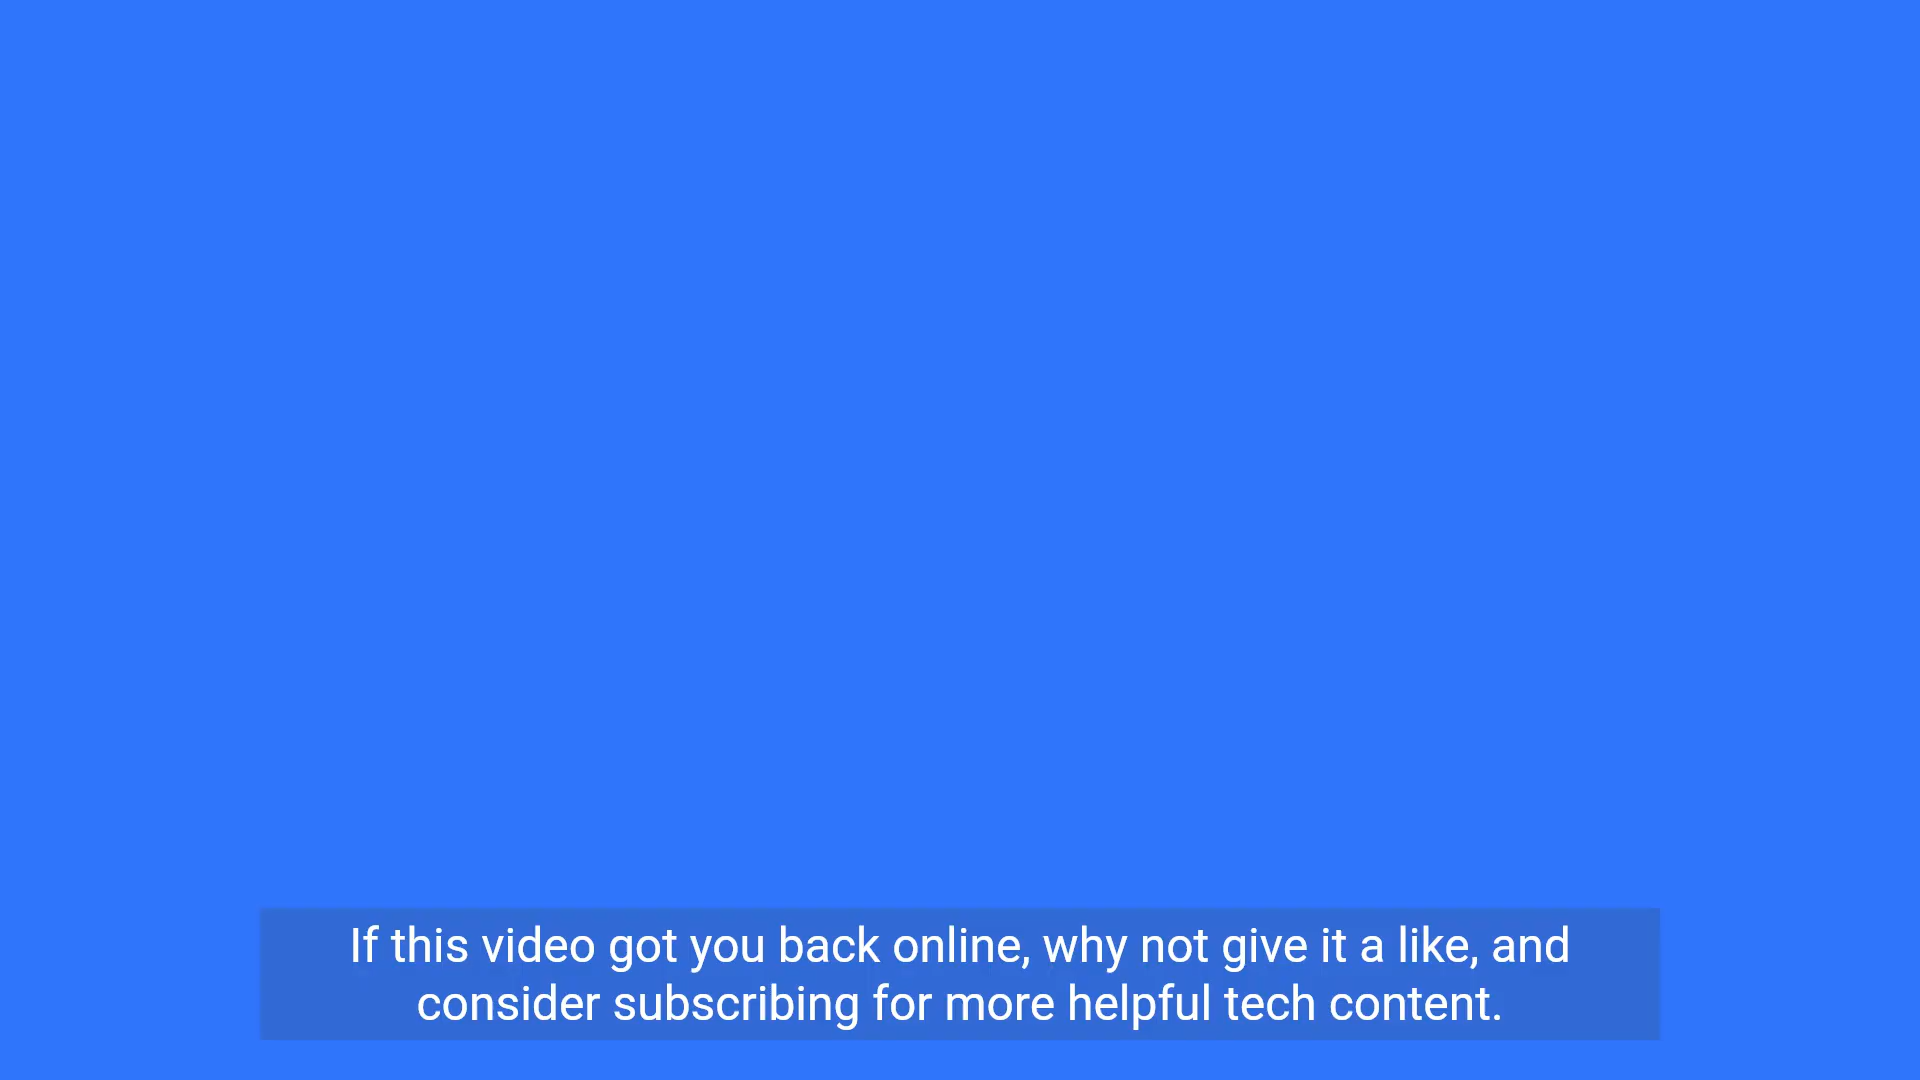 If this video got you back online, why not give it a like, and
consider subscribing for more helpful tech content.